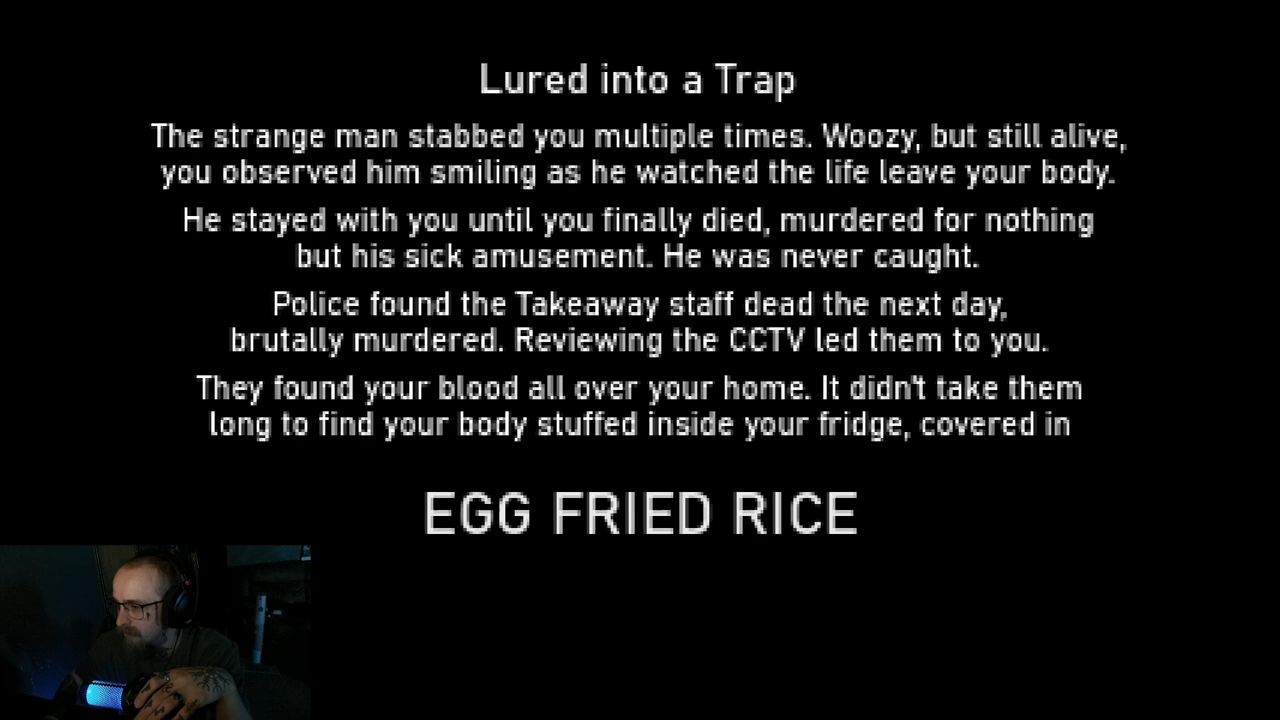 Lured into a Trap
The strange man stabbed you multiple times. Woozy, but still alive,
you observed him smiling as he watched the life leave your body.
He stayed with you until you finally died, murdered for nothing
but his sick amusement. He was never caught.
Police found the Takeaway staff dead the next day,
brutally murdered. Reviewing the CCTV led them to you.
They found your blood all over your home. It didn't take them
long to find your body stuffed inside your fridge, covered in
EGG FRIED RICE